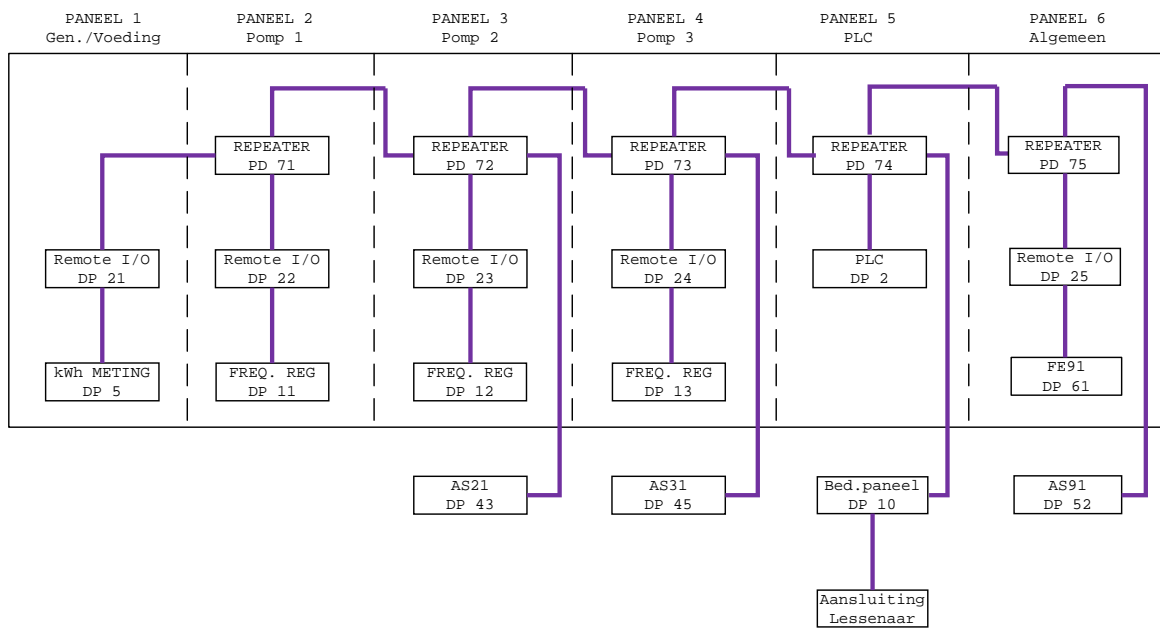 PANEEL 1
Gen./Voeding
PANEEL 2
Pomp 1
PANEEL 3
Pomp 2
PANEEL 4
Pomp 3
PANEEL 5
PLC
PANEEL 6
Algemeen
REPEATER
PD 71
REPEATER
PD 72
REPEATER
PD 73
REPEATER
PD 74
REPEATER
PD 75
Remote I/O
DP 21
Remote I/O
DP 22
Remote I/O
DP 23
Remote I/O
DP 24
PLC
DP 2
Remote I/O
DP 25
kWh METING
DP 5
FREQ. REG
DP 11
FREQ. REG
DP 12
FREQ. REG
DP 13
FE91
DP 61
AS21
DP 43
AS31
DP 45
Bed.paneel
DP 10
AS91
DP 52
Aansluiting
Lessenaar